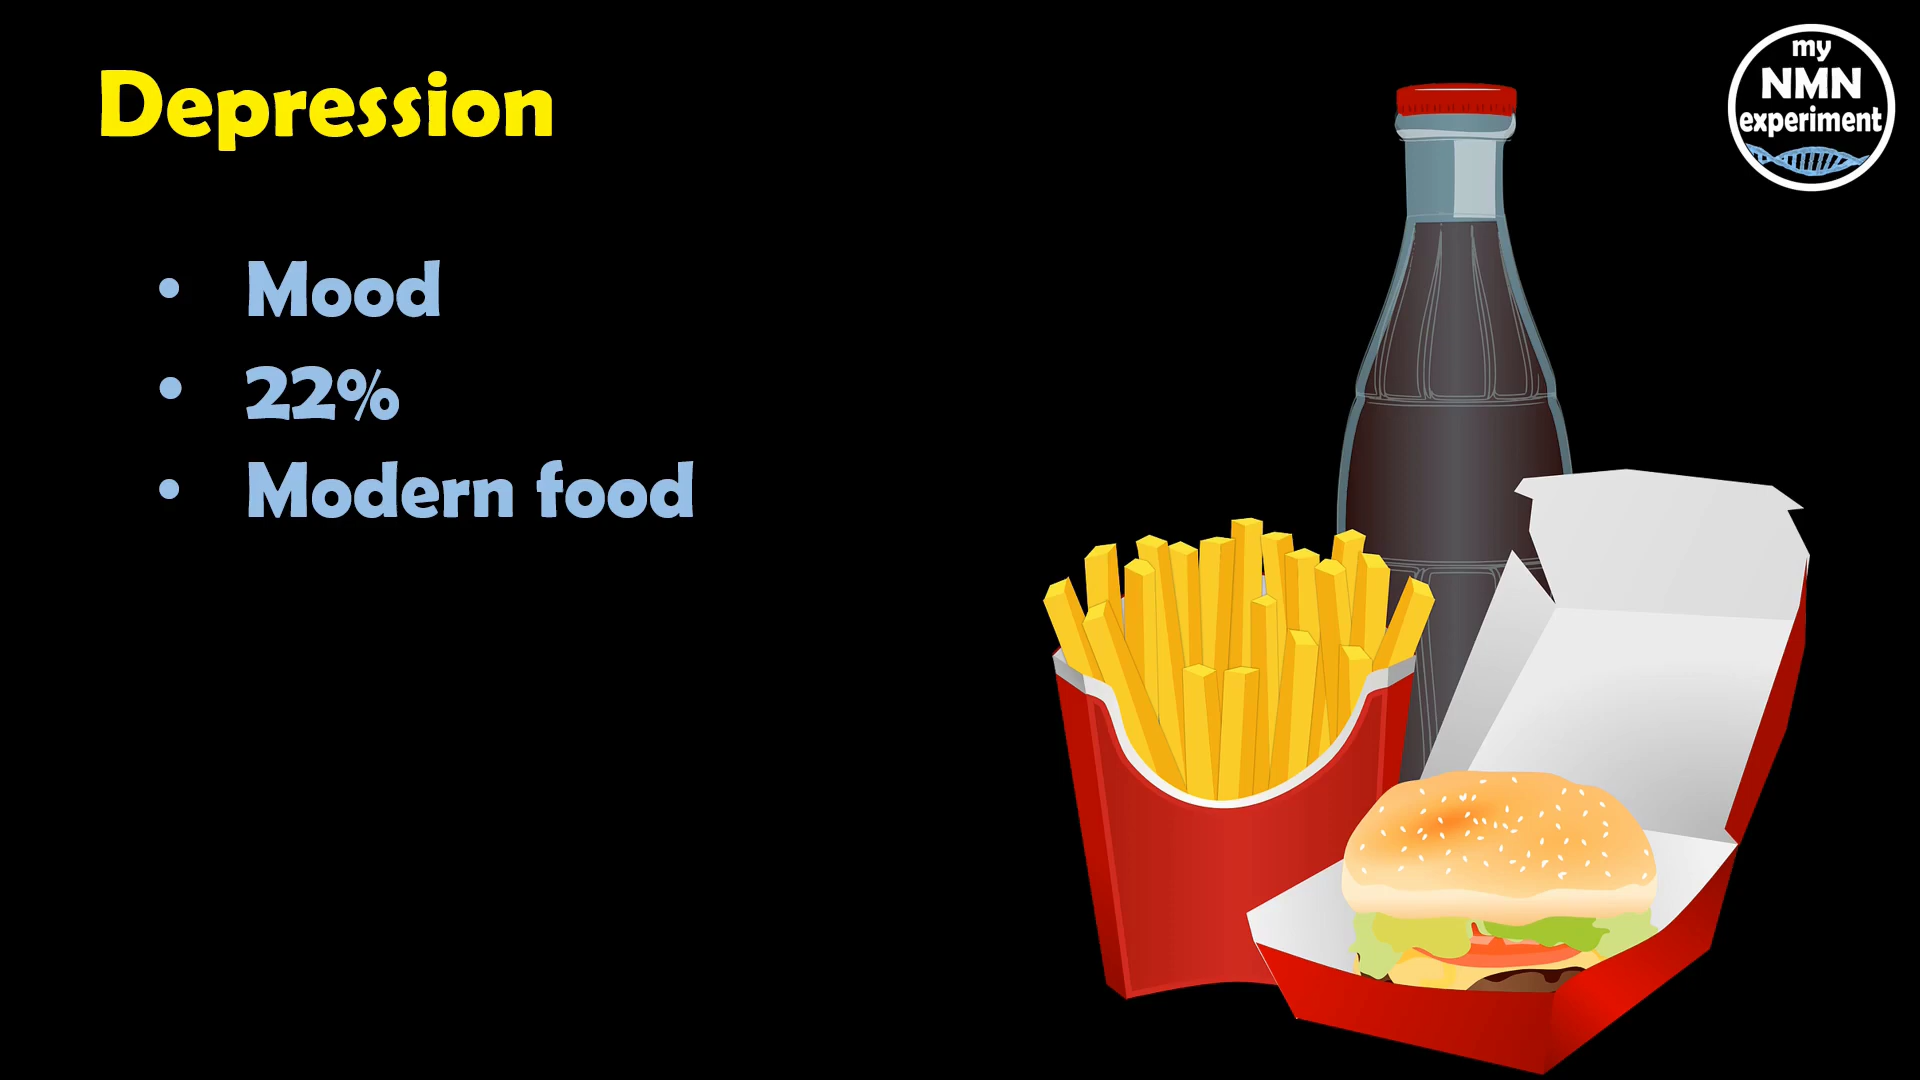 Depression
• Mood
• 22%
• Modern food
my
NMN
experiment